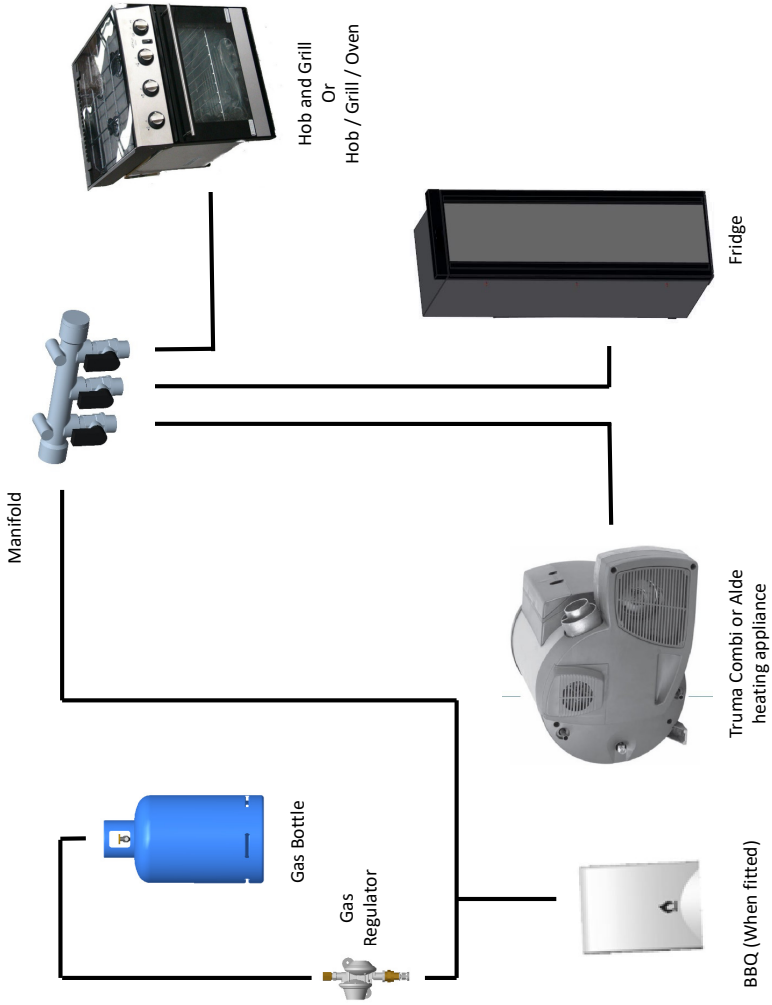 Manifold
Hob and Grill
Or
Hob / Grill / Oven
Fridge
Gas Bottle
Gas
Regulator
Truma Combi or Alde
heating appliance
BBQ (When fitted)